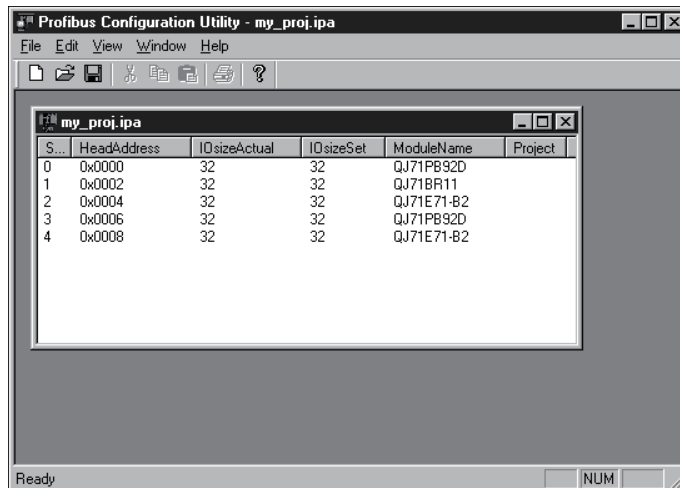 Profibus Configuration Utility - my_proj.ipa
File Edit View Window Help
my_proj.ipa
S... HeadAddress IOsizeActual IOsizeSet ModuleName Project
0 0x0000 32 32 QJ71PB92D
1 0x0002 32 32 QJ71BR11
2 0x0004 32 32 QJ71E71-B2
3 0x0006 32 32 QJ71PB92D
4 0x0008 32 32 QJ71E71-B2
Ready NUM